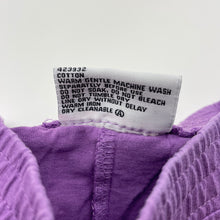 423932
COTTON
WARM GENTLE MACHINE WASH
SEPARATELY BEFORE USE
DO NOT SOAK. DO NOT BLEACH
DO NOT TUMBLE DRY
LINE DRY WITHOUT DELAY
WARM IRON
DRY CLEANABLE Ⓐ